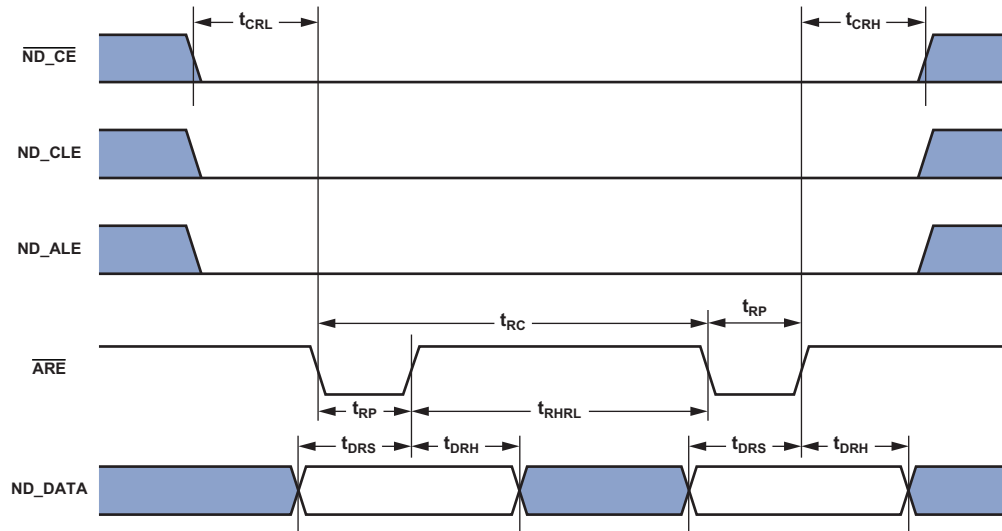 tCRL tCRH
ND_CE
ND_CLE
ND_ALE
tRC tRP
ARE
tRP tRHRL
tDRS tDRH tDRS tDRH
ND_DATA